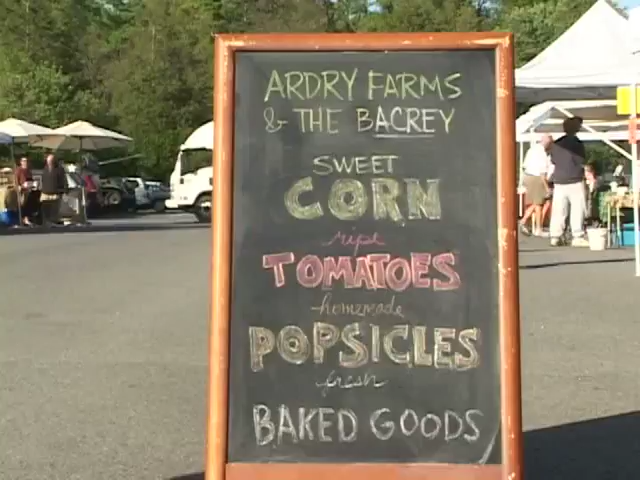 ARDRY FARMS
& THE BACREY
SWEET
CORN
ripe
TOMATOES
homemade
POPSICLES
fresh
BAKED GOODS